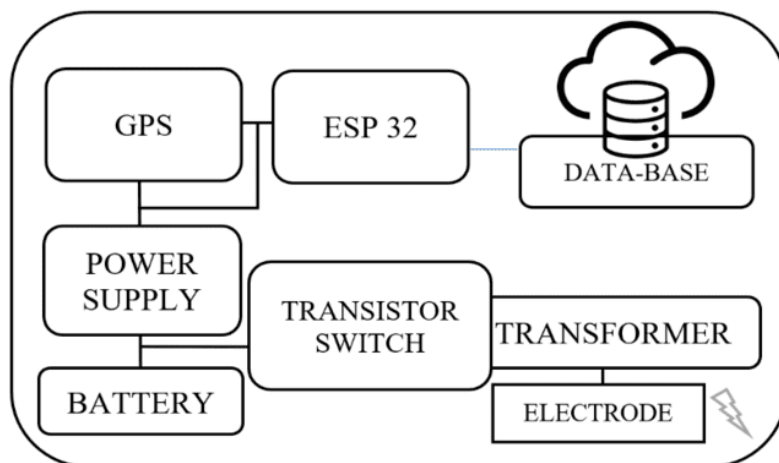 GPS
ESP 32
DATA-BASE
POWER
SUPPLY
TRANSISTOR
SWITCH
TRANSFORMER
BATTERY
ELECTRODE